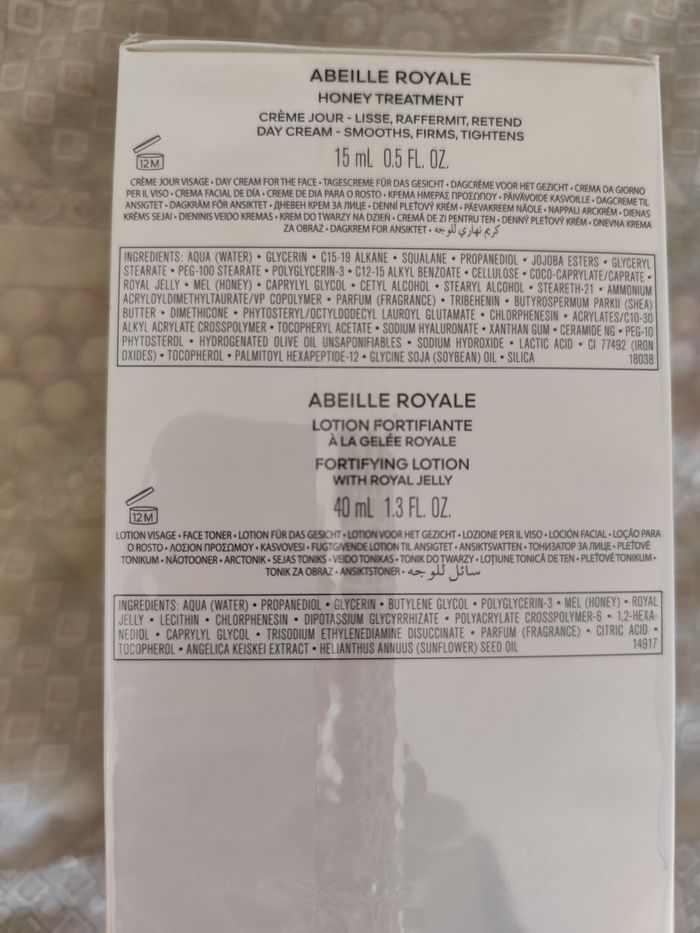 ABEILLE ROYALE
HONEY TREATMENT
CRÈME JOUR - LISSE, RAFFERMIT, RETEND
DAY CREAM - SMOOTHS, FIRMS, TIGHTENS
12M
15 mL 0.5 FL. OZ.
CRÈME JOUR VISAGE • DAY CREAM FOR THE FACE • TAGESCREME FÜR DAS GESICHT • DAGCRÈME VOOR HET GEZICHT • CREMA DA GIORNO
PER IL VISO • CREMA FACIAL DE DÍA • CREME DE DIA PARA O ROSTO • ΚΡΕΜΑ ΗΜΕΡΑΣ ΠΡΟΣΩΠΟΥ • PÄIVÄVOIDE KASVOILLE • DAGCREME TIL
ANSIGTET • DAGKRÄM FÖR ANSIKTET • ДНЕВЕН КРЕМ ЗА ЛИЦЕ • DENNÍ PLEŤOVÝ KRÉM • PÄEVAKREEM NÄOLE • NAPPALI ARCKRÉM • DIENAS
KRĒMS SEJAI • DIENINIS VEIDO KREMAS • KREM DO TWARZY NA DZIEŃ • CREMĂ DE ZI PENTRU TEN • DENNÝ PLEŤOVÝ KRÉM • DNEVNA KREMA
ZA OBRAZ • DAGKREM FOR ANSIKTET • كريم نهاري للوجه
INGREDIENTS: AQUA (WATER) • GLYCERIN • C15-19 ALKANE • SQUALANE • PROPANEDIOL • JOJOBA ESTERS • GLYCERYL
STEARATE • PEG-100 STEARATE • POLYGLYCERIN-3 • C12-15 ALKYL BENZOATE • CELLULOSE • COCO-CAPRYLATE/CAPRATE •
ROYAL JELLY • MEL (HONEY) • CAPRYLYL GLYCOL • CETYL ALCOHOL • STEARYL ALCOHOL • STEARETH-21 • AMMONIUM
ACRYLOYLDIMETHYLTAURATE/VP COPOLYMER • PARFUM (FRAGRANCE) • TRIBEHENIN • BUTYROSPERMUM PARKII (SHEA)
BUTTER • DIMETHICONE • PHYTOSTERYL/OCTYLDODECYL LAUROYL GLUTAMATE • CHLORPHENESIN • ACRYLATES/C10-30
ALKYL ACRYLATE CROSSPOLYMER • TOCOPHERYL ACETATE • SODIUM HYALURONATE • XANTHAN GUM • CERAMIDE NG • PEG-10
PHYTOSTEROL • HYDROGENATED OLIVE OIL UNSAPONIFIABLES • SODIUM HYDROXIDE • LACTIC ACID • CI 77492 (IRON
OXIDES) • TOCOPHEROL • PALMITOYL HEXAPEPTIDE-12 • GLYCINE SOJA (SOYBEAN) OIL • SILICA 18038
ABEILLE ROYALE
LOTION FORTIFIANTE
À LA GELÉE ROYALE
FORTIFYING LOTION
WITH ROYAL JELLY
12M
40 mL 1.3 FL. OZ.
LOTION VISAGE • FACE TONER • LOTION FÜR DAS GESICHT • LOTION VOOR HET GEZICHT • LOZIONE PER IL VISO • LOCIÓN FACIAL • LOÇÃO PARA
O ROSTO • ΛΟΣΙΟΝ ΠΡΟΣΩΠΟΥ • KASVOVESI • FUGTGIVENDE LOTION TIL ANSIGTET • ANSIKTSVATTEN • ТОНИЗАТОР ЗА ЛИЦЕ • PLEŤOVÉ
TONIKUM • NÄOTOONER • ARCTONIK • SEJAS TONIKS • VEIDO TONIKAS • TONIK DO TWARZY • LOȚIUNE TONICĂ DE TEN • PLEŤOVÉ TONIKUM •
TONIK ZA OBRAZ • ANSIKTSTONER • سائل للوجه
INGREDIENTS: AQUA (WATER) • PROPANEDIOL • GLYCERIN • BUTYLENE GLYCOL • POLYGLYCERIN-3 • MEL (HONEY) • ROYAL
JELLY • LECITHIN • CHLORPHENESIN • DIPOTASSIUM GLYCYRRHIZATE • POLYACRYLATE CROSSPOLYMER-6 • 1,2-HEXA-
NEDIOL • CAPRYLYL GLYCOL • TRISODIUM ETHYLENEDIAMINE DISUCCINATE • PARFUM (FRAGRANCE) • CITRIC ACID •
TOCOPHEROL • ANGELICA KEISKEI EXTRACT • HELIANTHUS ANNUUS (SUNFLOWER) SEED OIL 14917